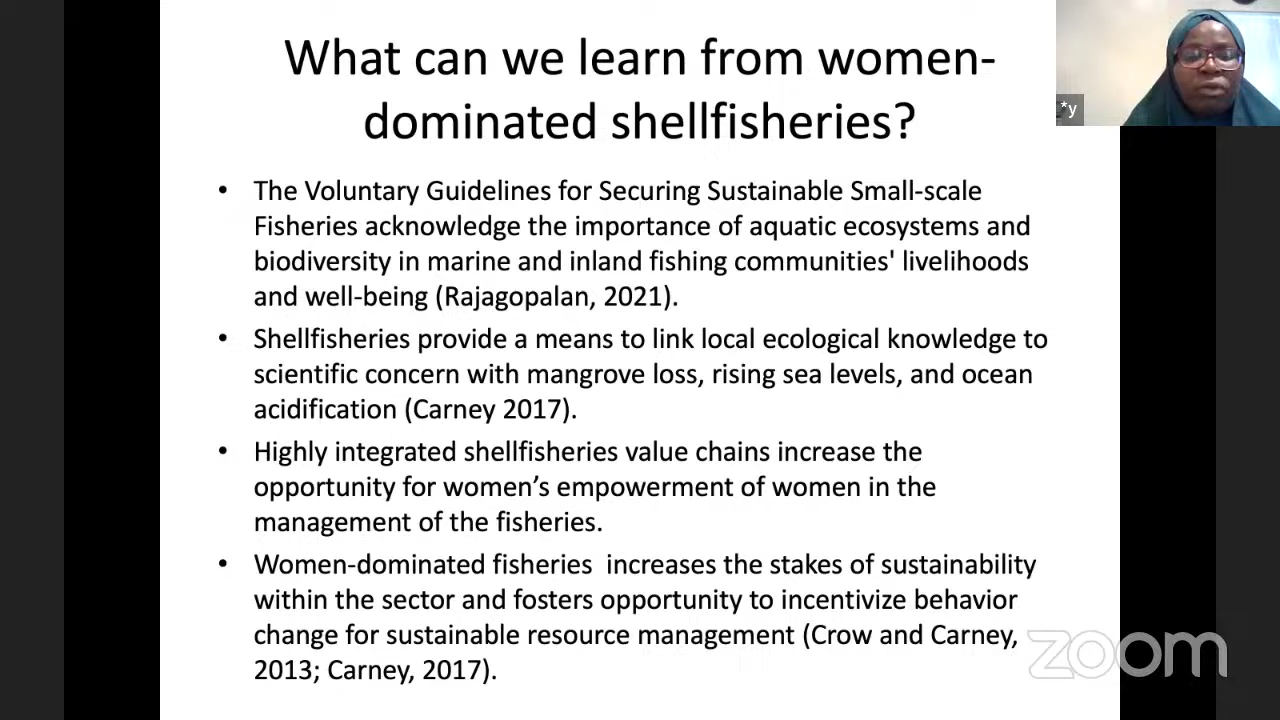 What can we learn from women-
dominated shellfisheries?
*y
• The Voluntary Guidelines for Securing Sustainable Small-scale
Fisheries acknowledge the importance of aquatic ecosystems and
biodiversity in marine and inland fishing communities' livelihoods
and well-being (Rajagopalan, 2021).
• Shellfisheries provide a means to link local ecological knowledge to
scientific concern with mangrove loss, rising sea levels, and ocean
acidification (Carney 2017).
• Highly integrated shellfisheries value chains increase the
opportunity for women’s empowerment of women in the
management of the fisheries.
• Women-dominated fisheries  increases the stakes of sustainability
within the sector and fosters opportunity to incentivize behavior
change for sustainable resource management (Crow and Carney,
2013; Carney, 2017).
zoom